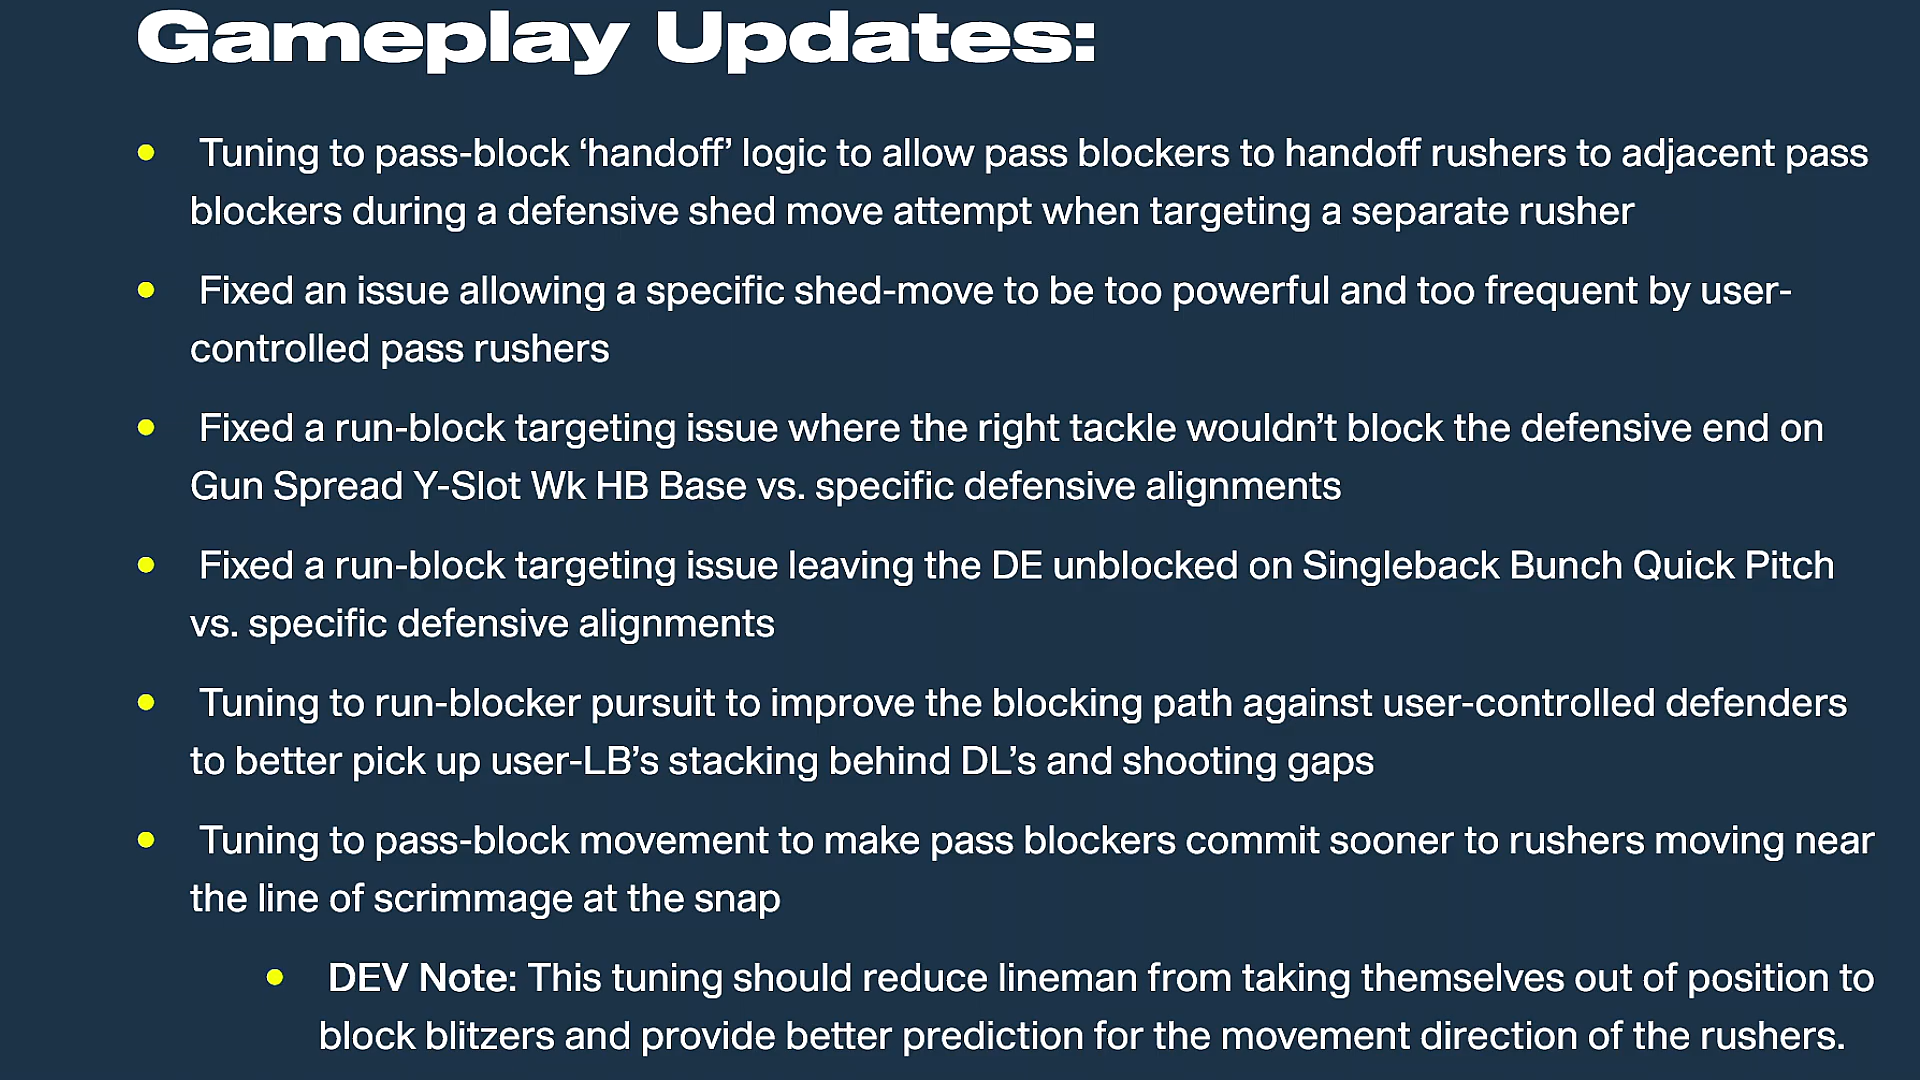 Gameplay Updates:
Tuning to pass-block ‘handoff’ logic to allow pass blockers to handoff rushers to adjacent pass
blockers during a defensive shed move attempt when targeting a separate rusher
Fixed an issue allowing a specific shed-move to be too powerful and too frequent by user-
controlled pass rushers
Fixed a run-block targeting issue where the right tackle wouldn’t block the defensive end on
Gun Spread Y-Slot Wk HB Base vs. specific defensive alignments
Fixed a run-block targeting issue leaving the DE unblocked on Singleback Bunch Quick Pitch
vs. specific defensive alignments
Tuning to run-blocker pursuit to improve the blocking path against user-controlled defenders
to better pick up user-LB’s stacking behind DL’s and shooting gaps
Tuning to pass-block movement to make pass blockers commit sooner to rushers moving near
the line of scrimmage at the snap
DEV Note: This tuning should reduce lineman from taking themselves out of position to
block blitzers and provide better prediction for the movement direction of the rushers.